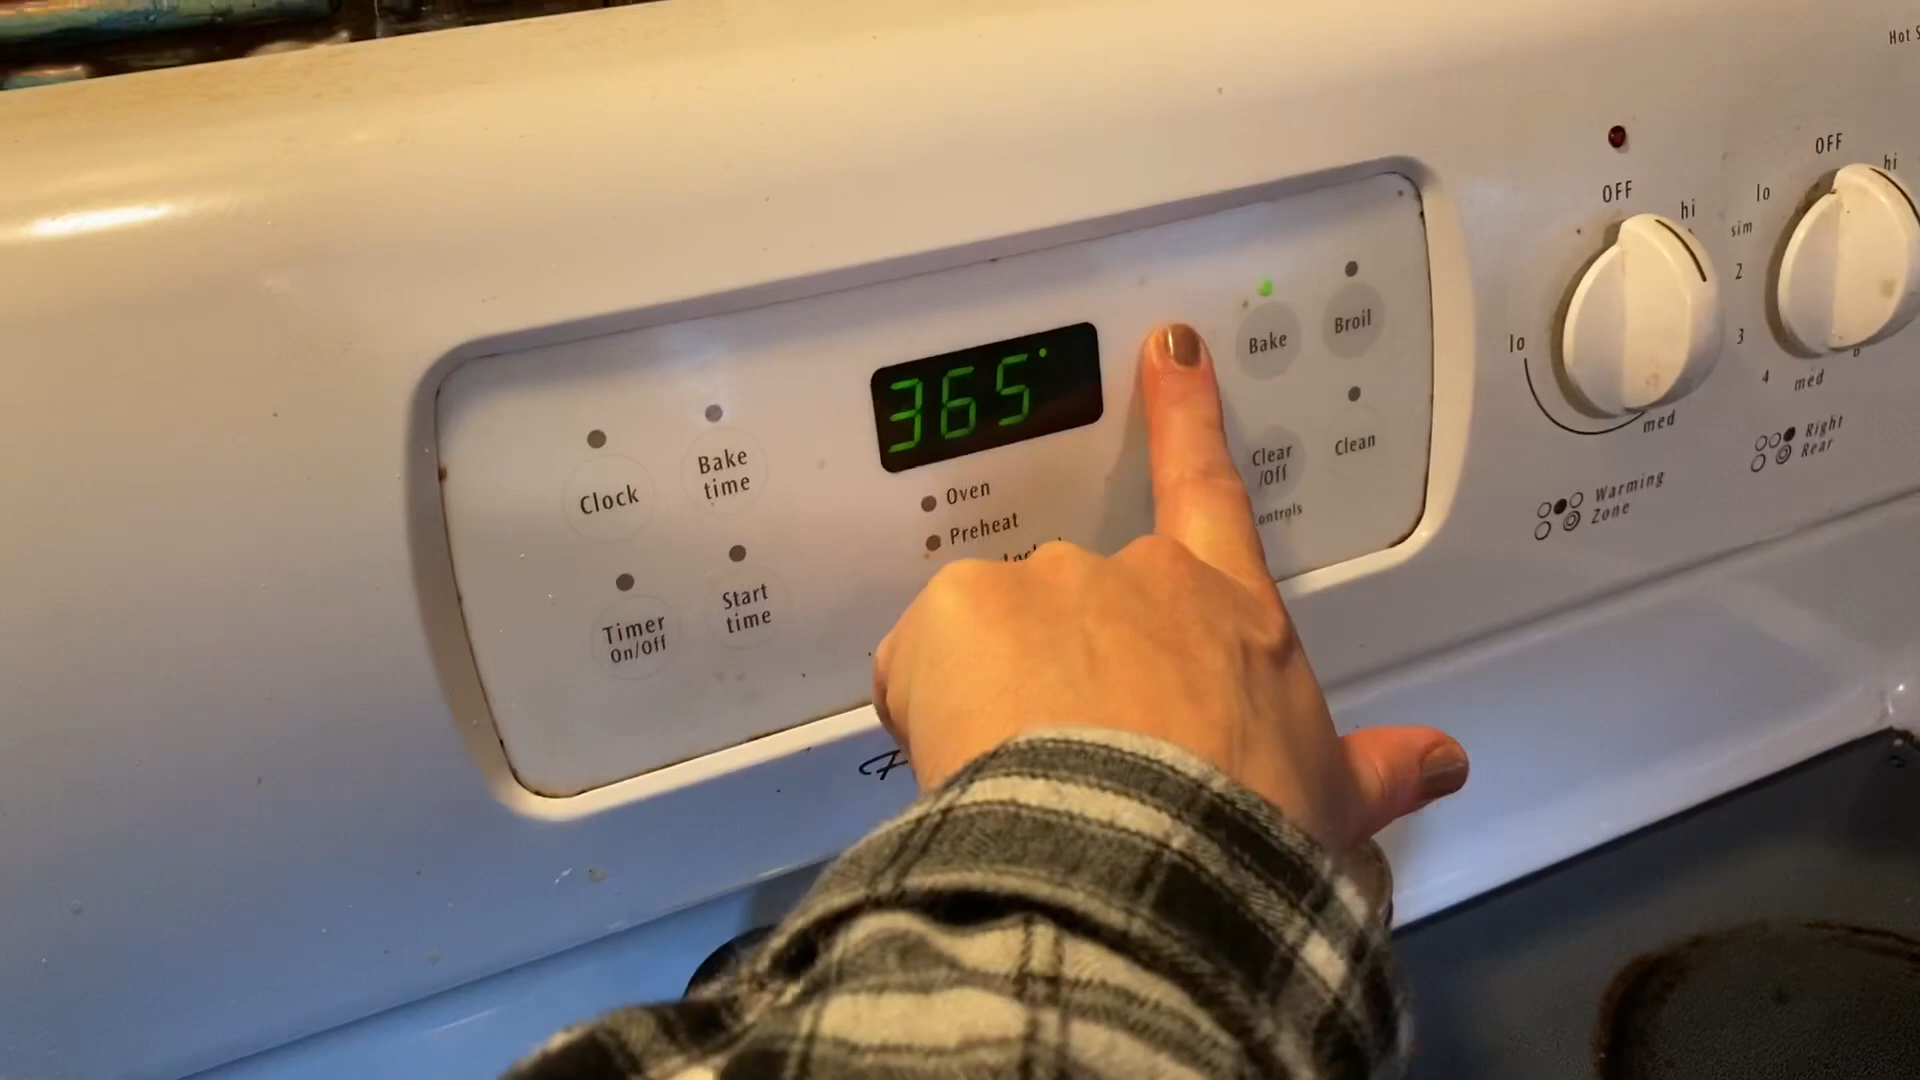 Hot
OFF
hi
lo
sim
2
3
4
med
Right
Rear
OFF
hi
lo
med
Warming
Zone
365°
Bake
Broil
Clear
/Off
Clean
Oven
Preheat
Clock
Bake
time
Timer
On/Off
Start
time